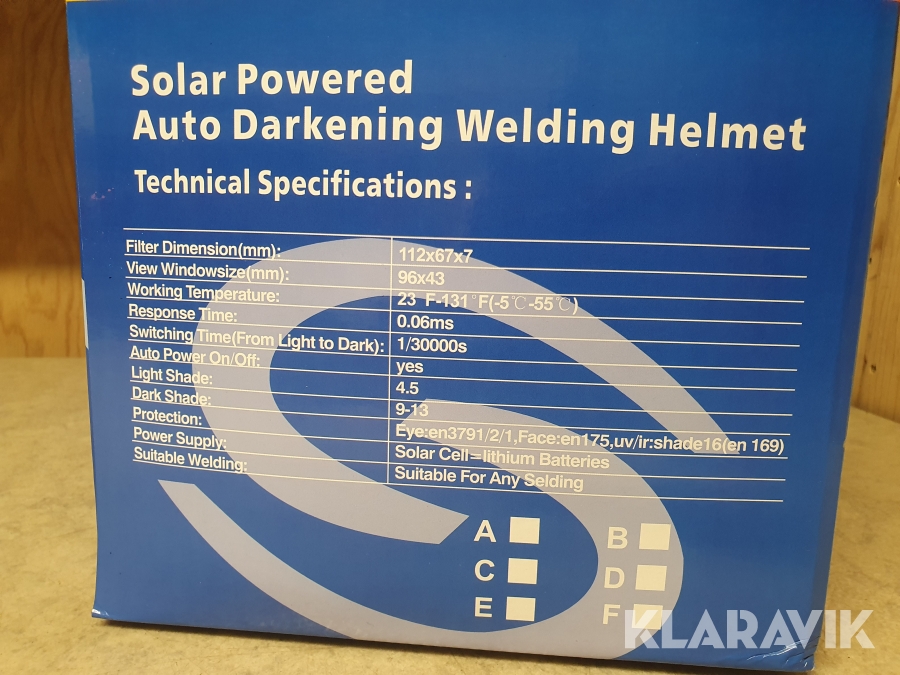 Solar Powered
Auto Darkening Welding Helmet
Technical Specifications :
Filter Dimension(mm): 112x67x7
View Windowsize(mm): 96x43
Working Temperature: 23 F-131°F(-5℃-55℃)
Response Time: 0.06ms
Switching Time(From Light to Dark): 1/30000s
Auto Power On/Off: yes
Light Shade: 4.5
Dark Shade: 9-13
Protection: Eye:en3791/2/1,Face:en175,uv/ir:shade16(en 169)
Power Supply: Solar Cell=lithium Batteries
Suitable Welding: Suitable For Any Selding
A B
C D
E F
KLARAVIK